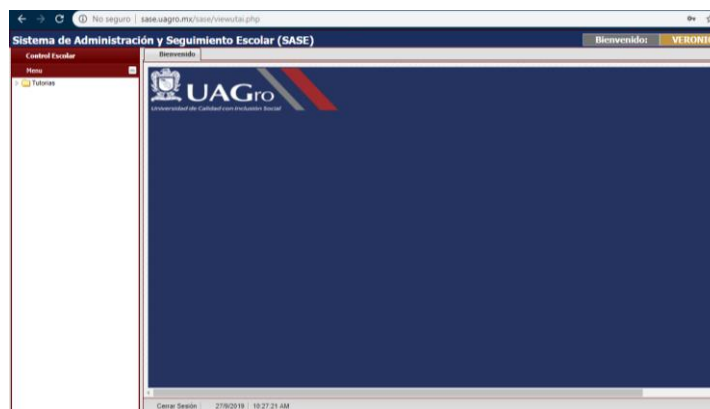 No seguro | sase.uagro.mx/sase/viewutai.php
Sistema de Administración y Seguimiento Escolar (SASE)
Bienvenido:
Control Escolar
Bienvenido
Menu
Tutorias
UAGro
Universidad de Calidad con Inclusión Social
Cerrar Sesión
27/9/2019
10:27:21 AM